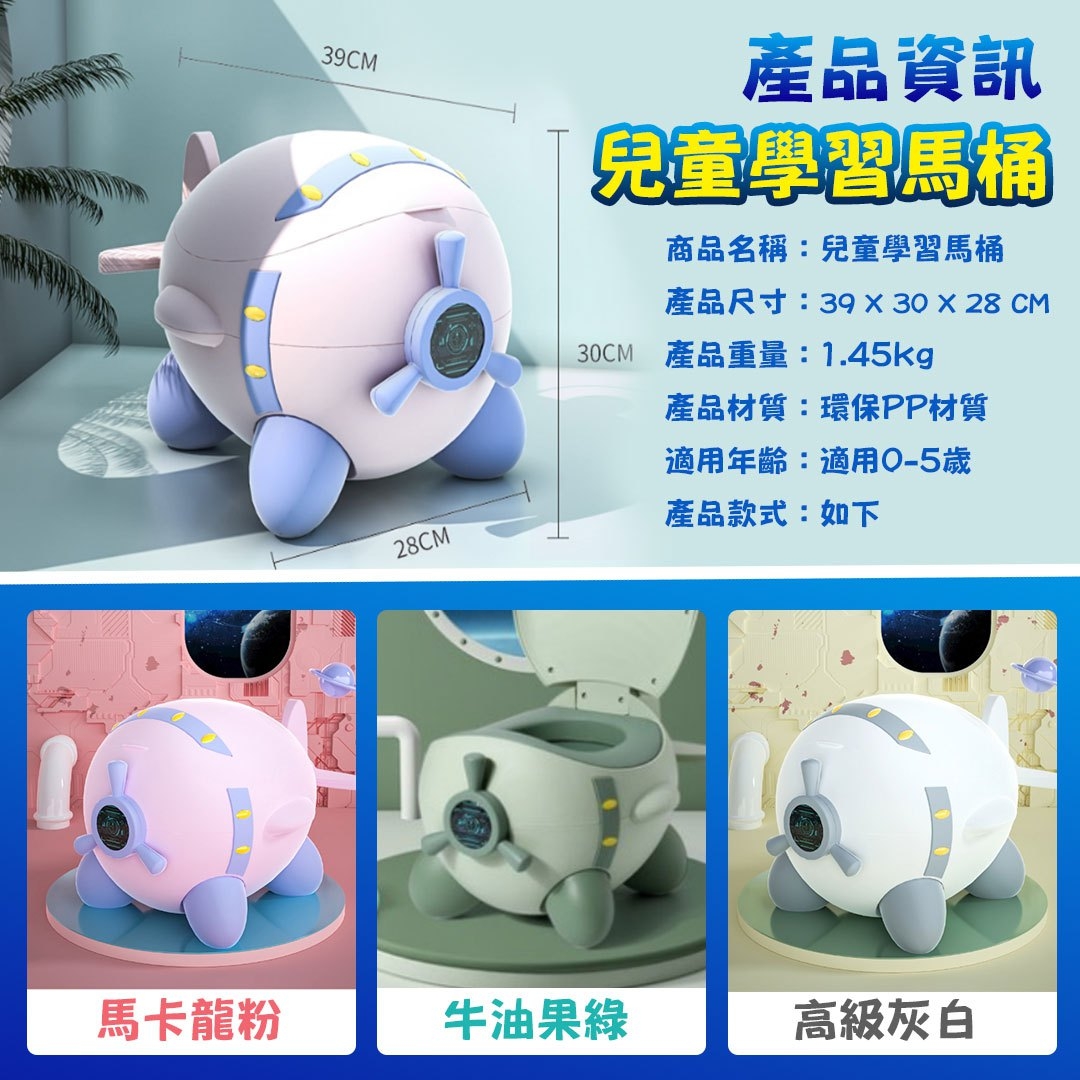 39CM
30CM
28CM
產品資訊
兒童學習馬桶
商品名稱：兒童學習馬桶
產品尺寸：39 X 30 X 28 CM
產品重量：1.45kg
產品材質：環保PP材質
適用年齡：適用0-5歲
產品款式：如下
馬卡龍粉
牛油果綠
高級灰白